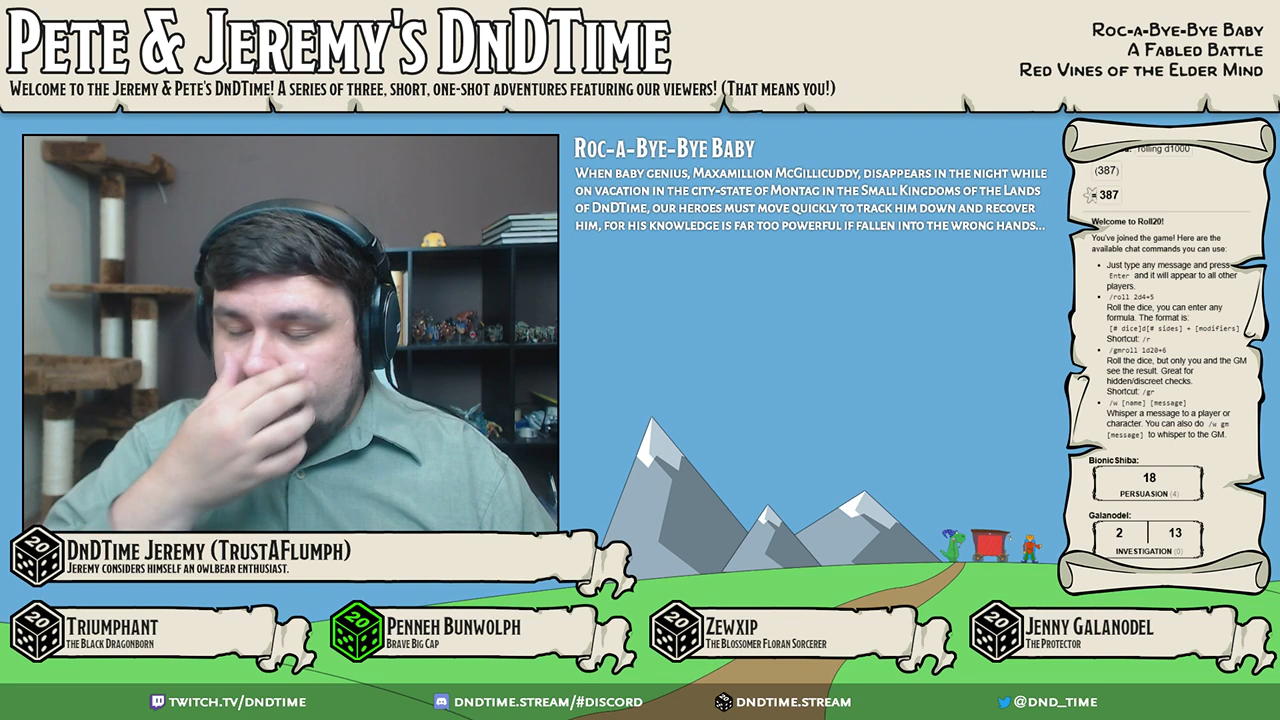 Pete & Jeremy's DnDTime
Welcome to the Jeremy & Pete's DnDTime! A series of three, short, one-shot adventures featuring our viewers! (That means you!)
Roc-a-Bye-Bye Baby
A Fabled Battle
Red Vines of the Elder Mind
Roc-a-Bye-Bye Baby
When baby genius, Maxamillion McGillicuddy, disappears in the night while
on vacation in the city-state of Montag in the Small Kingdoms of the Lands
of DnDTime, our heroes must move quickly to track him down and recover
him, for his knowledge is far too powerful if fallen into the wrong hands...
rolling d1000
(387)
= 387
Welcome to Roll20!
You've joined the game! Here are the
available chat commands you can use:
• Just type any message and press
Enter and it will appear to all other
players.
• /roll 2d4+5
Roll the dice, you can enter any
formula. The format is:
[# dice]d[# sides] + [modifiers]
Shortcut: /r
• /gmroll 1d20+6
Roll the dice, but only you and the GM
see the result. Great for
hidden/discreet checks.
Shortcut: /gr
• /w [name] [message]
Whisper a message to a player or
character. You can also do /w gm
[message] to whisper to the GM.
BionicShiba:
18
PERSUASION (4)
Galanodel:
2 13
INVESTIGATION (0)
20
DnDTime Jeremy (TrustAFlumph)
Jeremy considers himself an owlbear enthusiast.
20
Triumphant
the Black Dragonborn
20
Penneh Bunwolph
Brave Big Cap
20
Zewxip
The Blossomer Floran Sorcerer
20
Jenny Galanodel
The Protector
twitch.tv/dndtime
dndtime.stream/#discord
dndtime.stream
@dnd_time